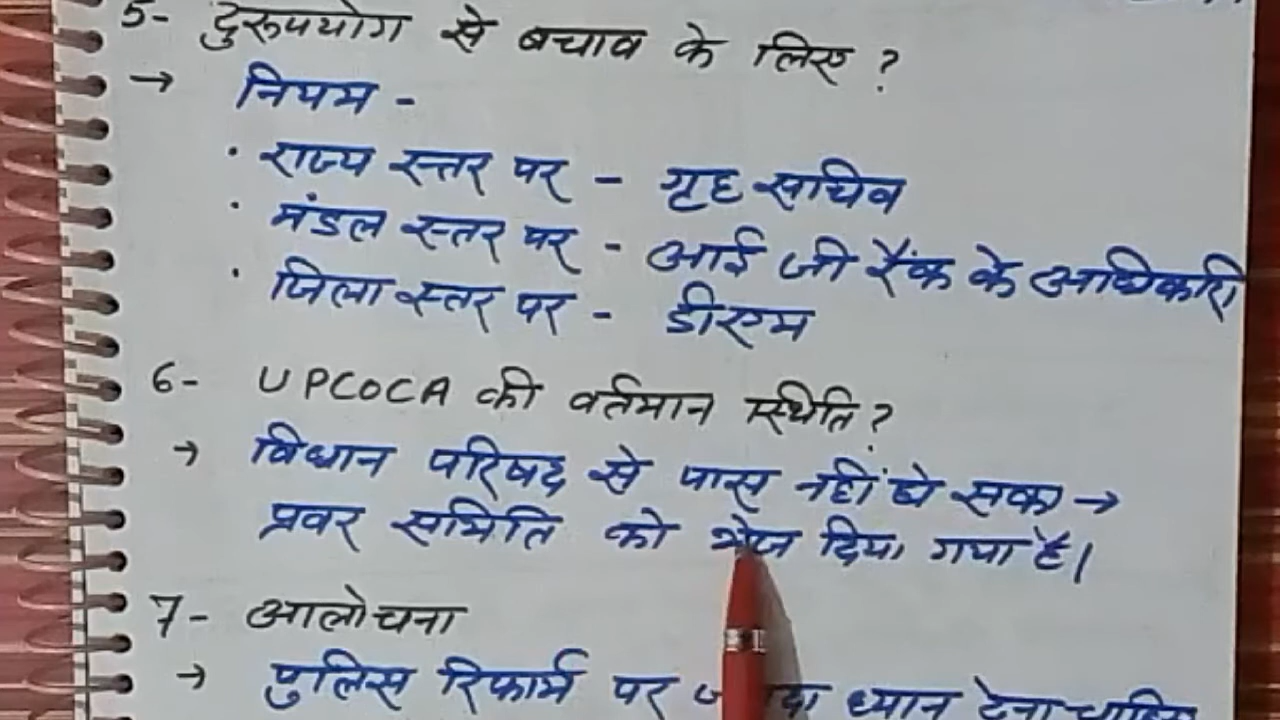 5- दुरुपयोग से बचाव के लिए ?
→ नियम -
· राज्य स्तर पर - गृह सचिव
· मंडल स्तर पर - आई जी रैंक के अधिकारी
· जिला स्तर पर - डीएम
6- UPCOCA की वर्तमान स्थिति ?
→ विधान परिषद से पास नहीं हो सका →
प्रवर समिति को भेज दिया गया है।
7- आलोचना
→ पुलिस रिफार्म पर ध्यान देना